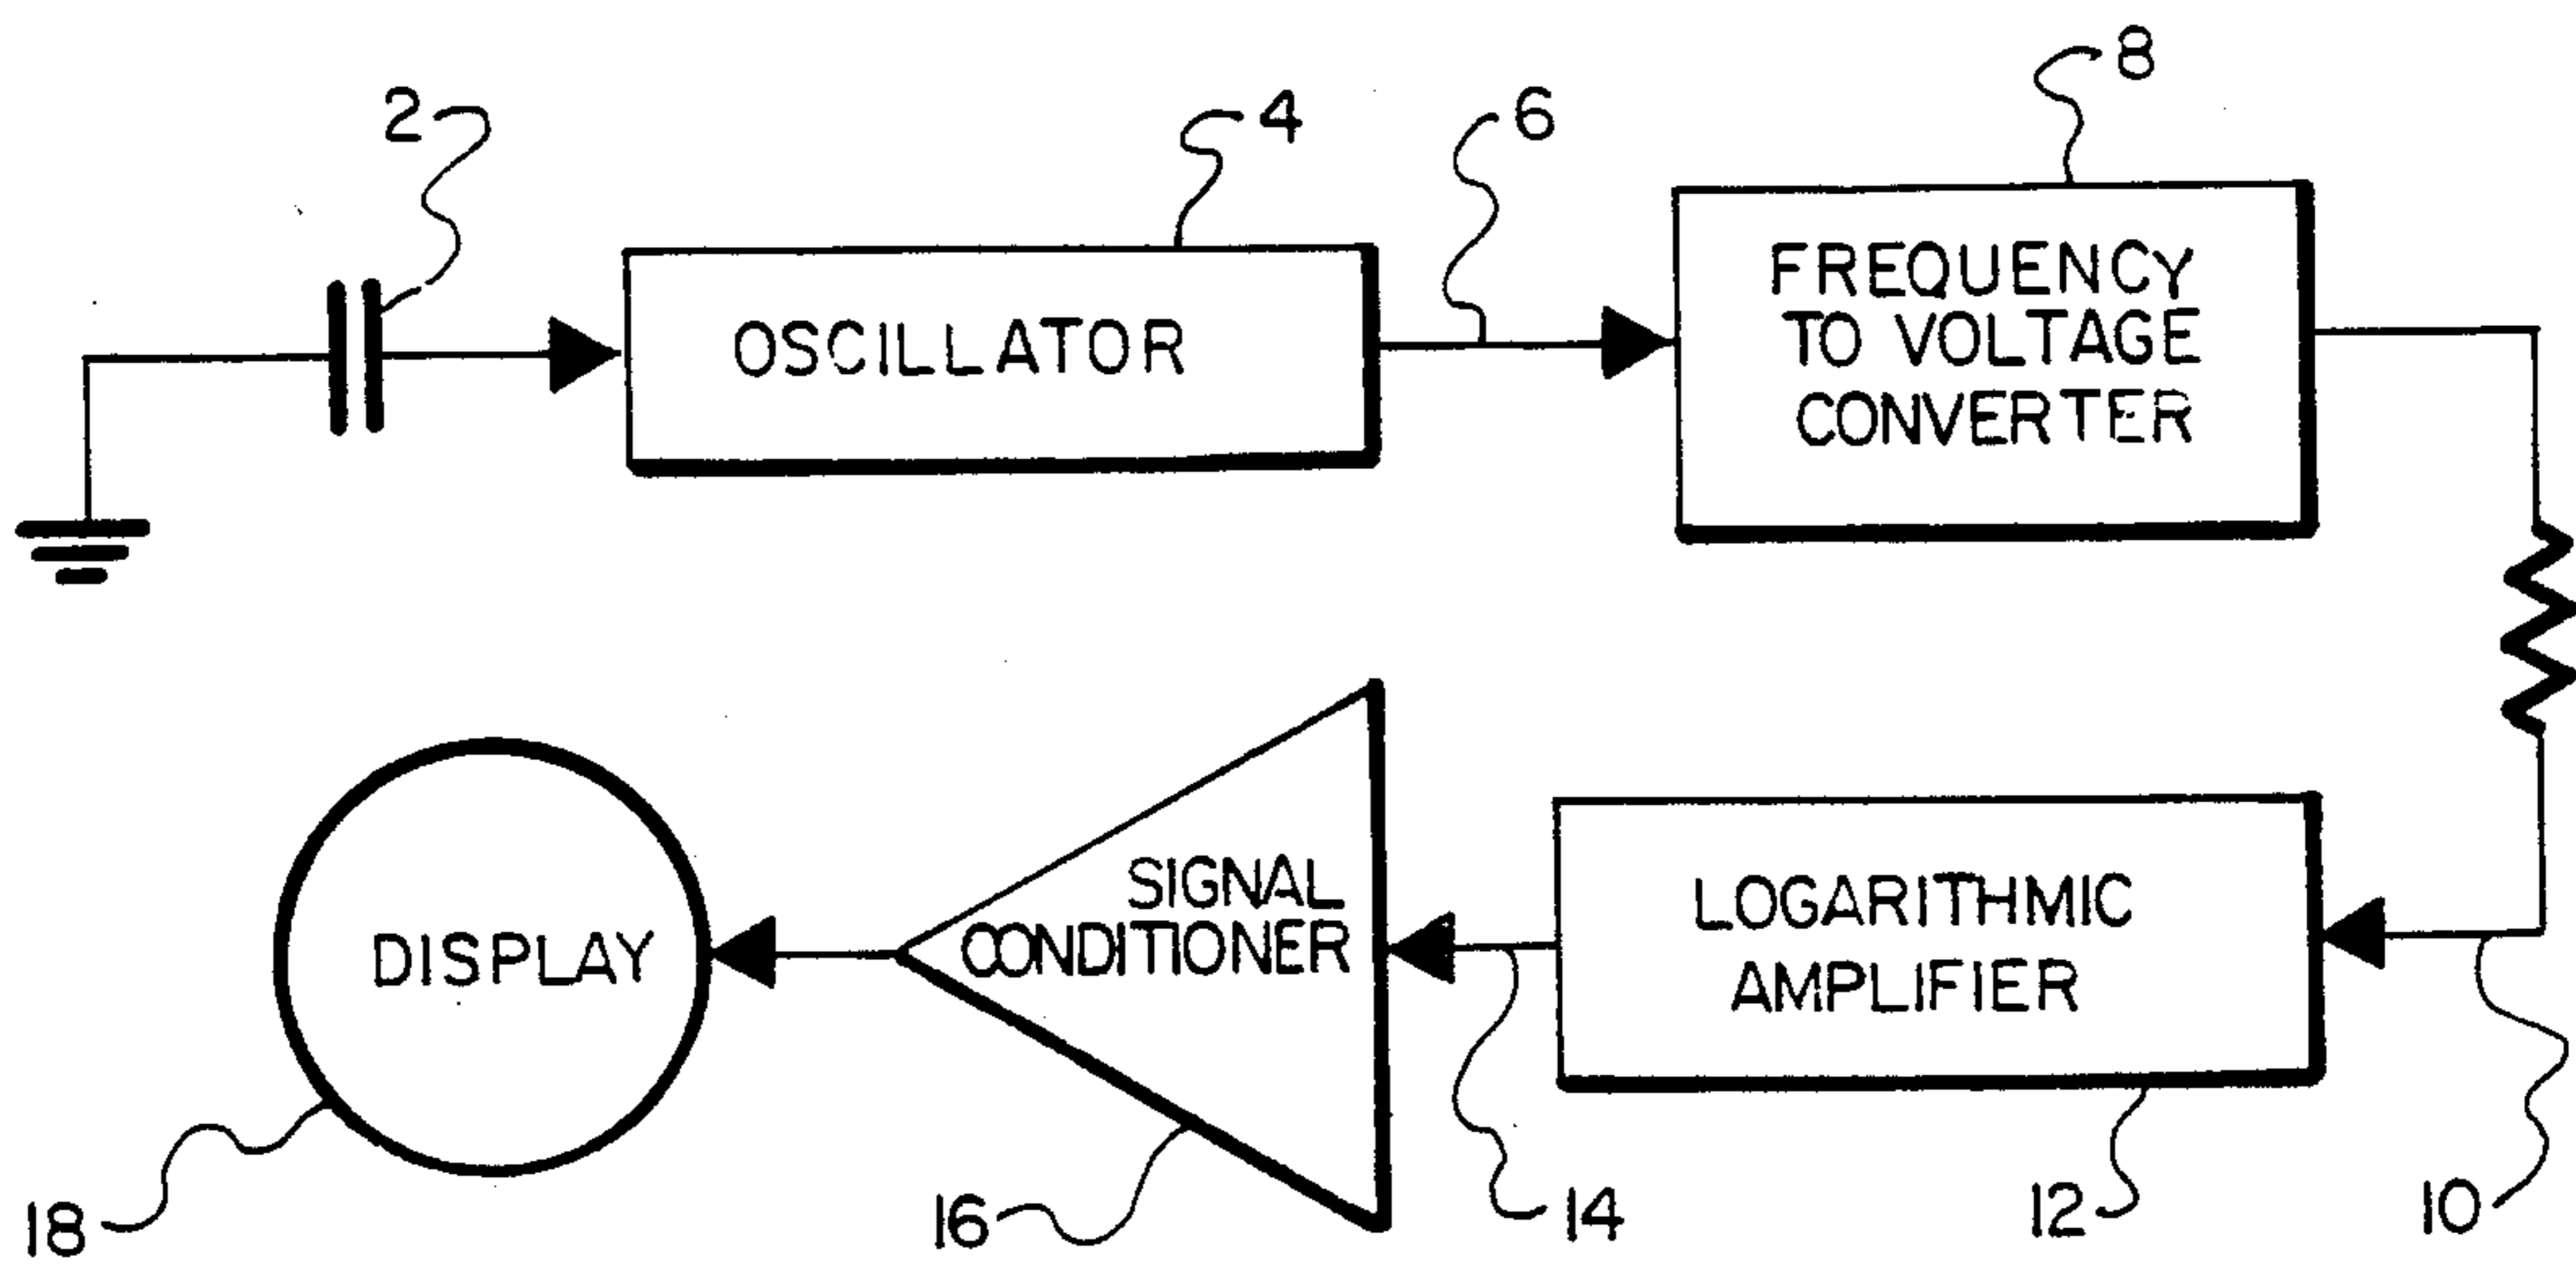 2
4
6
8
OSCILLATOR
FREQUENCY
TO VOLTAGE
CONVERTER
DISPLAY
SIGNAL
CONDITIONER
LOGARITHMIC
AMPLIFIER
18
16
14
12
10